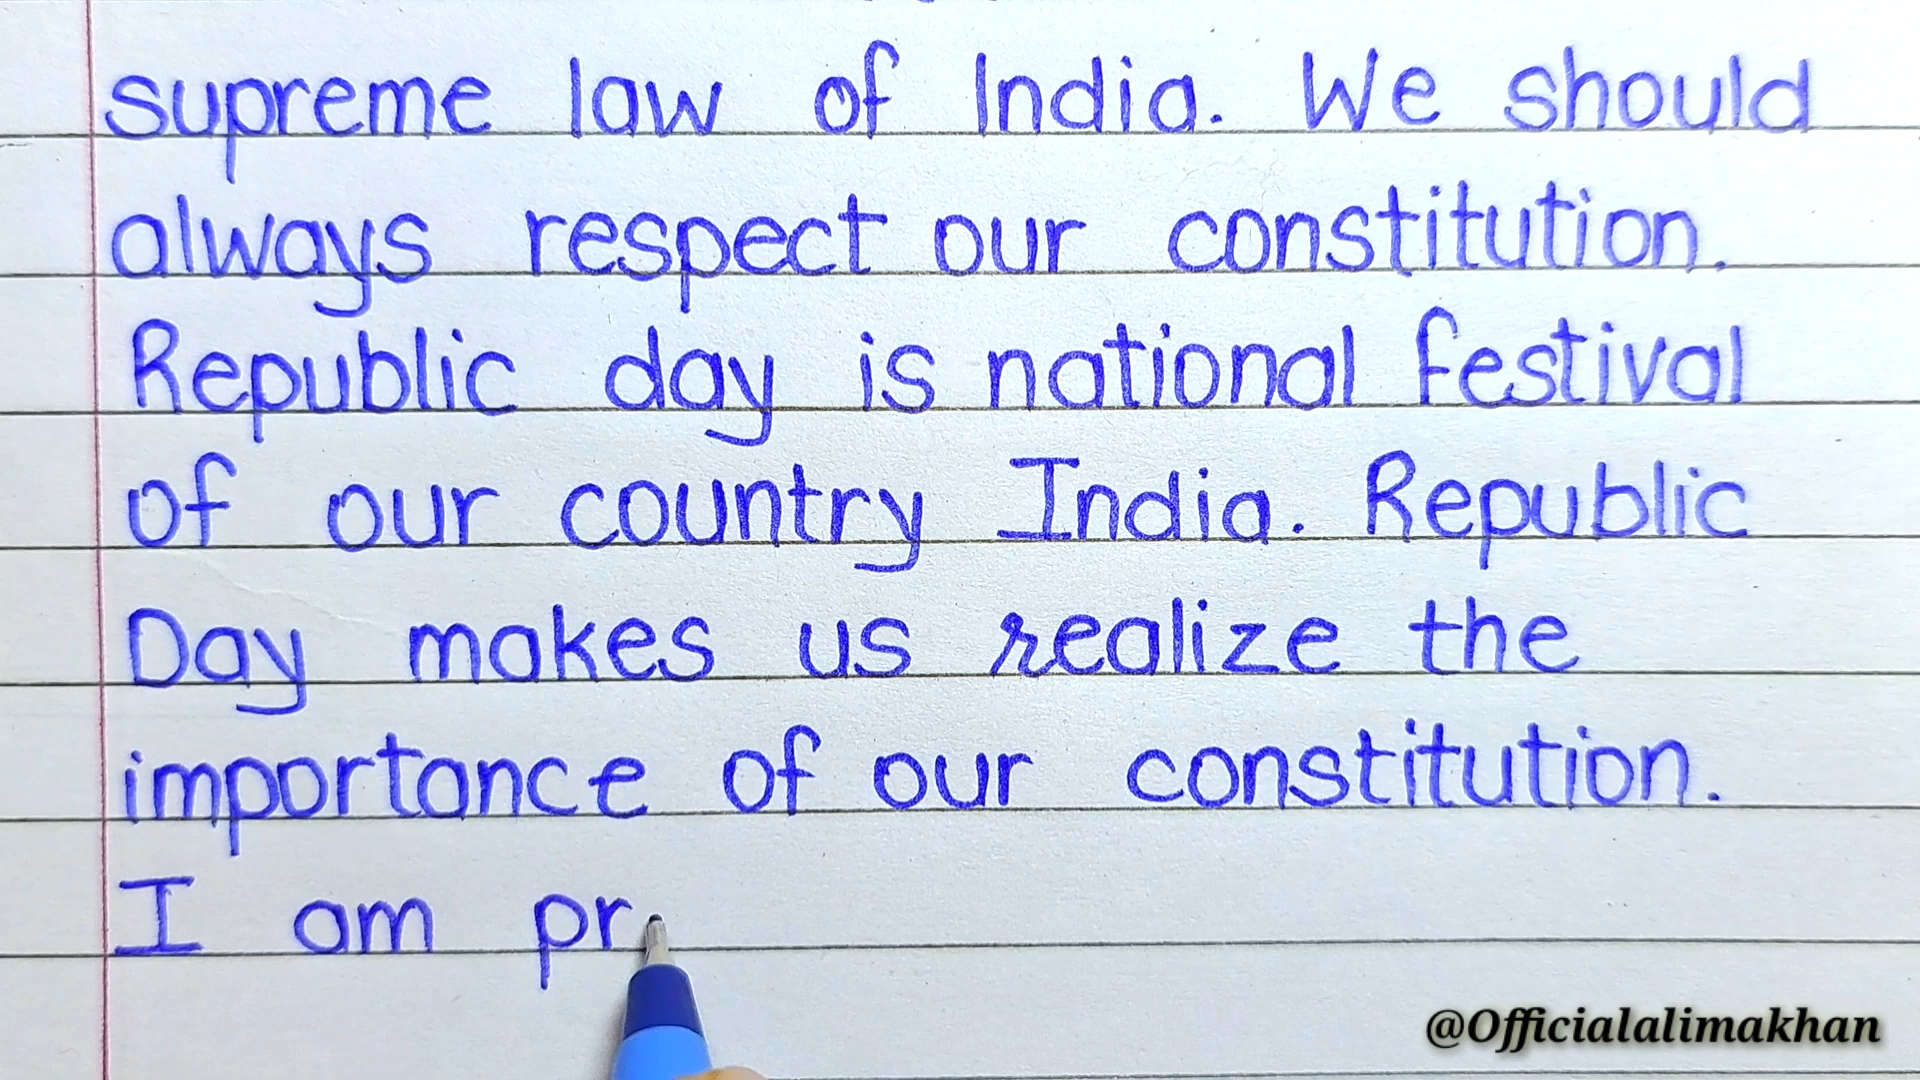 supreme law of India. We should
always respect our constitution.
Republic day is national festival
of our country India. Republic
Day makes us realize the
importance of our constitution.
I am pr
@Officialalimakhan